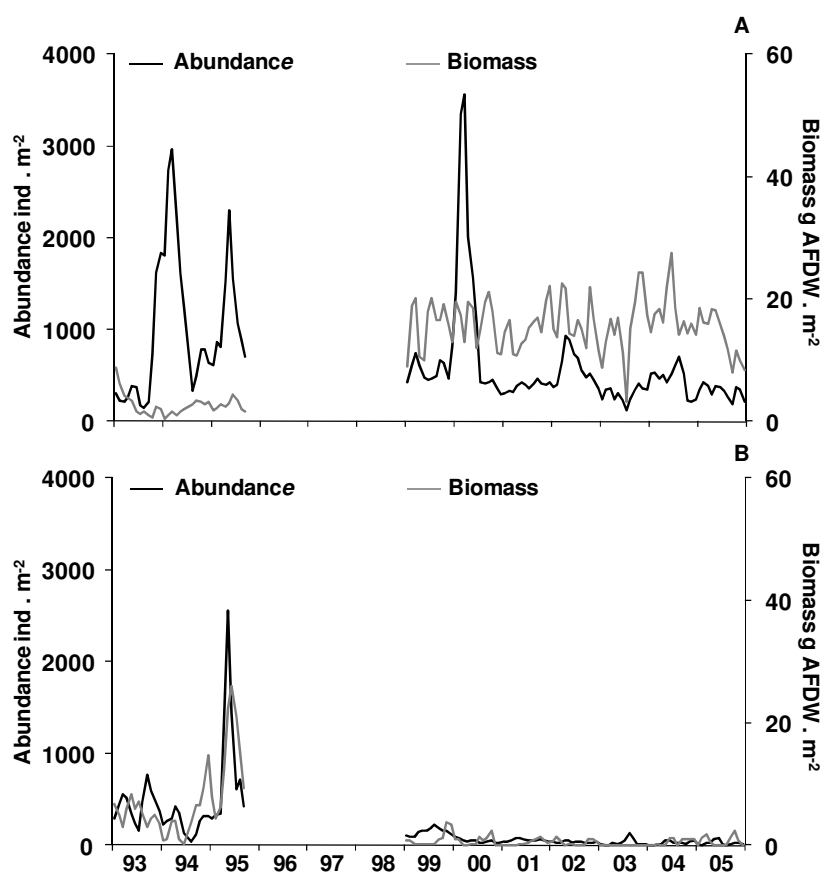 A
4000
3000
2000
1000
0
Abundance ind . m-2
Abundance
Biomass
60
40
20
0
Biomass g AFDW . m-2
B
4000
3000
2000
1000
0
Abundance ind . m-2
Abundance
Biomass
60
40
20
0
Biomass g AFDW . m-2
93 94 95 96 97 98 99 00 01 02 03 04 05